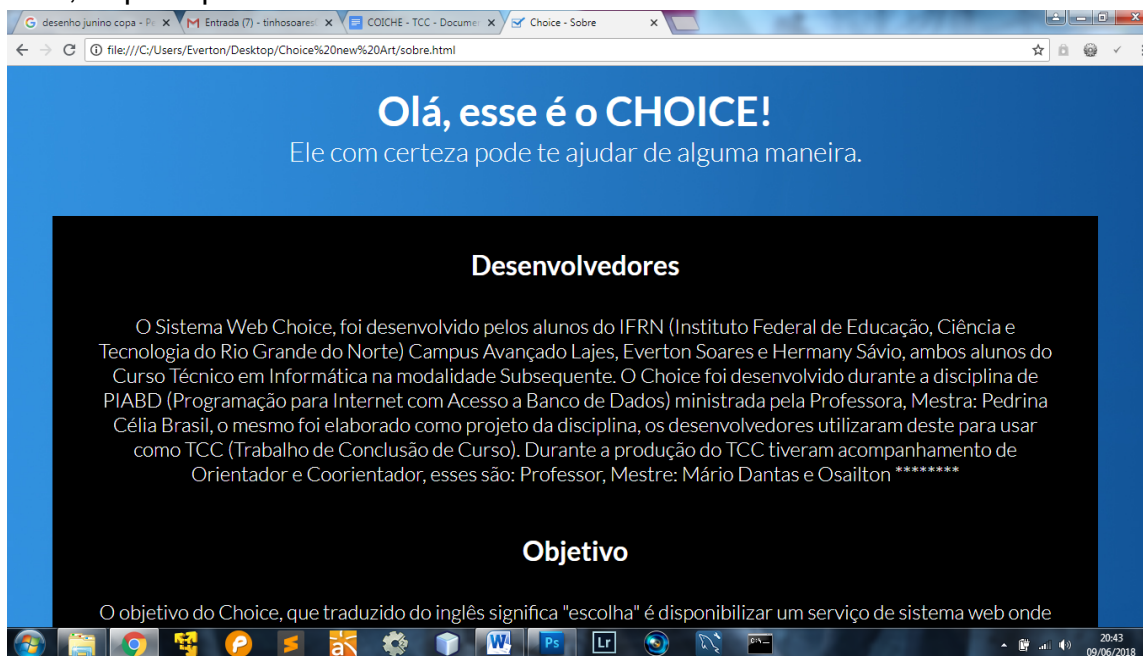 desenho junino copa - Pe
Entrada (7) - tinhosoares
COICHE - TCC - Docume
Choice - Sobre
file:///C:/Users/Everton/Desktop/Choice%20new%20Art/sobre.html
Olá, esse é o CHOICE!
Ele com certeza pode te ajudar de alguma maneira.
Desenvolvedores
O Sistema Web Choice, foi desenvolvido pelos alunos do IFRN (Instituto Federal de Educação, Ciência e
Tecnologia do Rio Grande do Norte) Campus Avançado Lajes, Everton Soares e Hermany Sávio, ambos alunos do
Curso Técnico em Informática na modalidade Subsequente. O Choice foi desenvolvido durante a disciplina de
PIABD (Programação para Internet com Acesso a Banco de Dados) ministrada pela Professora, Mestra: Pedrina
Célia Brasil, o mesmo foi elaborado como projeto da disciplina, os desenvolvedores utilizaram deste para usar
como TCC (Trabalho de Conclusão de Curso). Durante a produção do TCC tiveram acompanhamento de
Orientador e Coorientador, esses são: Professor, Mestre: Mário Dantas e Osailton ********
Objetivo
O objetivo do Choice, que traduzido do inglês significa "escolha" é disponibilizar um serviço de sistema web onde
Ps
Lr
20:43
09/06/2018